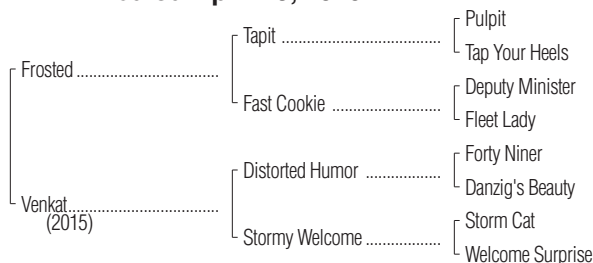 Tapit ........................................
Pulpit
Tap Your Heels
Frosted ....................................
Fast Cookie ...........................
Deputy Minister
Fleet Lady
Distorted Humor ..................
Forty Niner
Danzig's Beauty
Venkat......................................
(2015)
Stormy Welcome...................
Storm Cat
Welcome Surprise